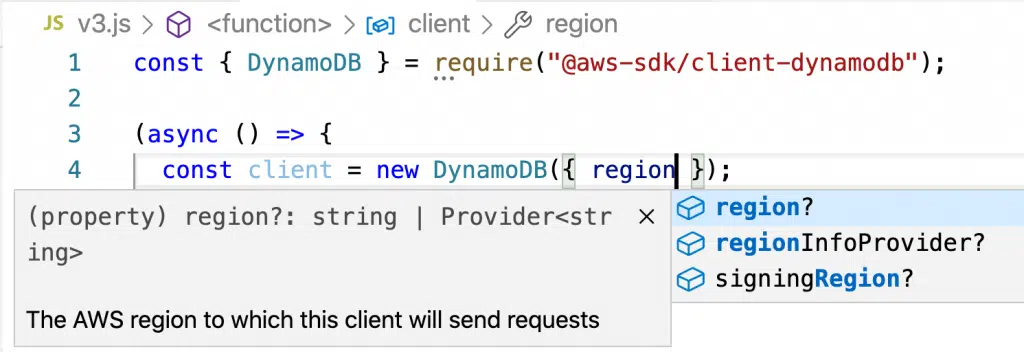 JS v3.js > <function> > client > region
1 const { DynamoDB } = require("@aws-sdk/client-dynamodb");
2
3 (async () => {
4 const client = new DynamoDB({ region });
(property) region?: string | Provider<str
ing>
The AWS region to which this client will send requests
region?
regionInfoProvider?
signingRegion?